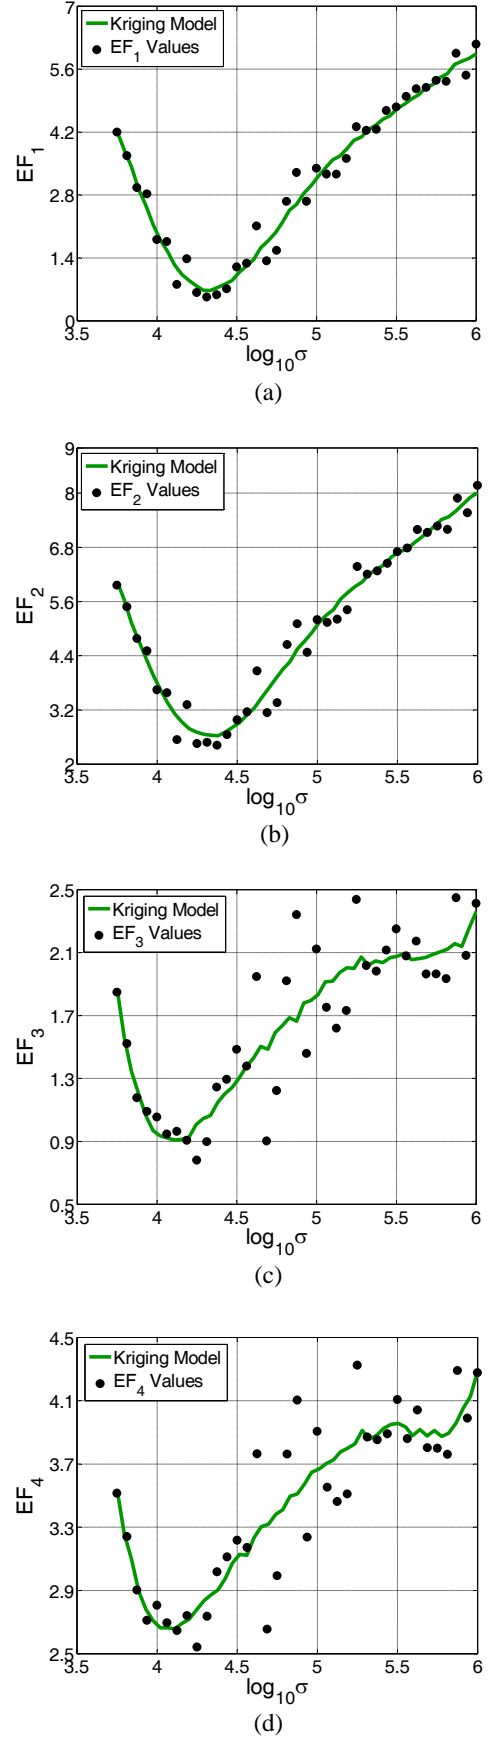 7
Kriging Model
EF1 Values
5.6
4.2
EF1
2.8
1.4
0
3.5 4 4.5 5 5.5 6
log10σ
(a)
9
Kriging Model
EF2 Values
8
6.8
5.6
EF2
4.4
3.2
2
3.5 4 4.5 5 5.5 6
log10σ
(b)
2.5
Kriging Model
EF3 Values
2.1
1.7
EF3
1.3
0.9
0.5
3.5 4 4.5 5 5.5 6
log10σ
(c)
4.5
Kriging Model
EF4 Values
4.1
3.7
EF4
3.3
2.9
2.5
3.5 4 4.5 5 5.5 6
log10σ
(d)